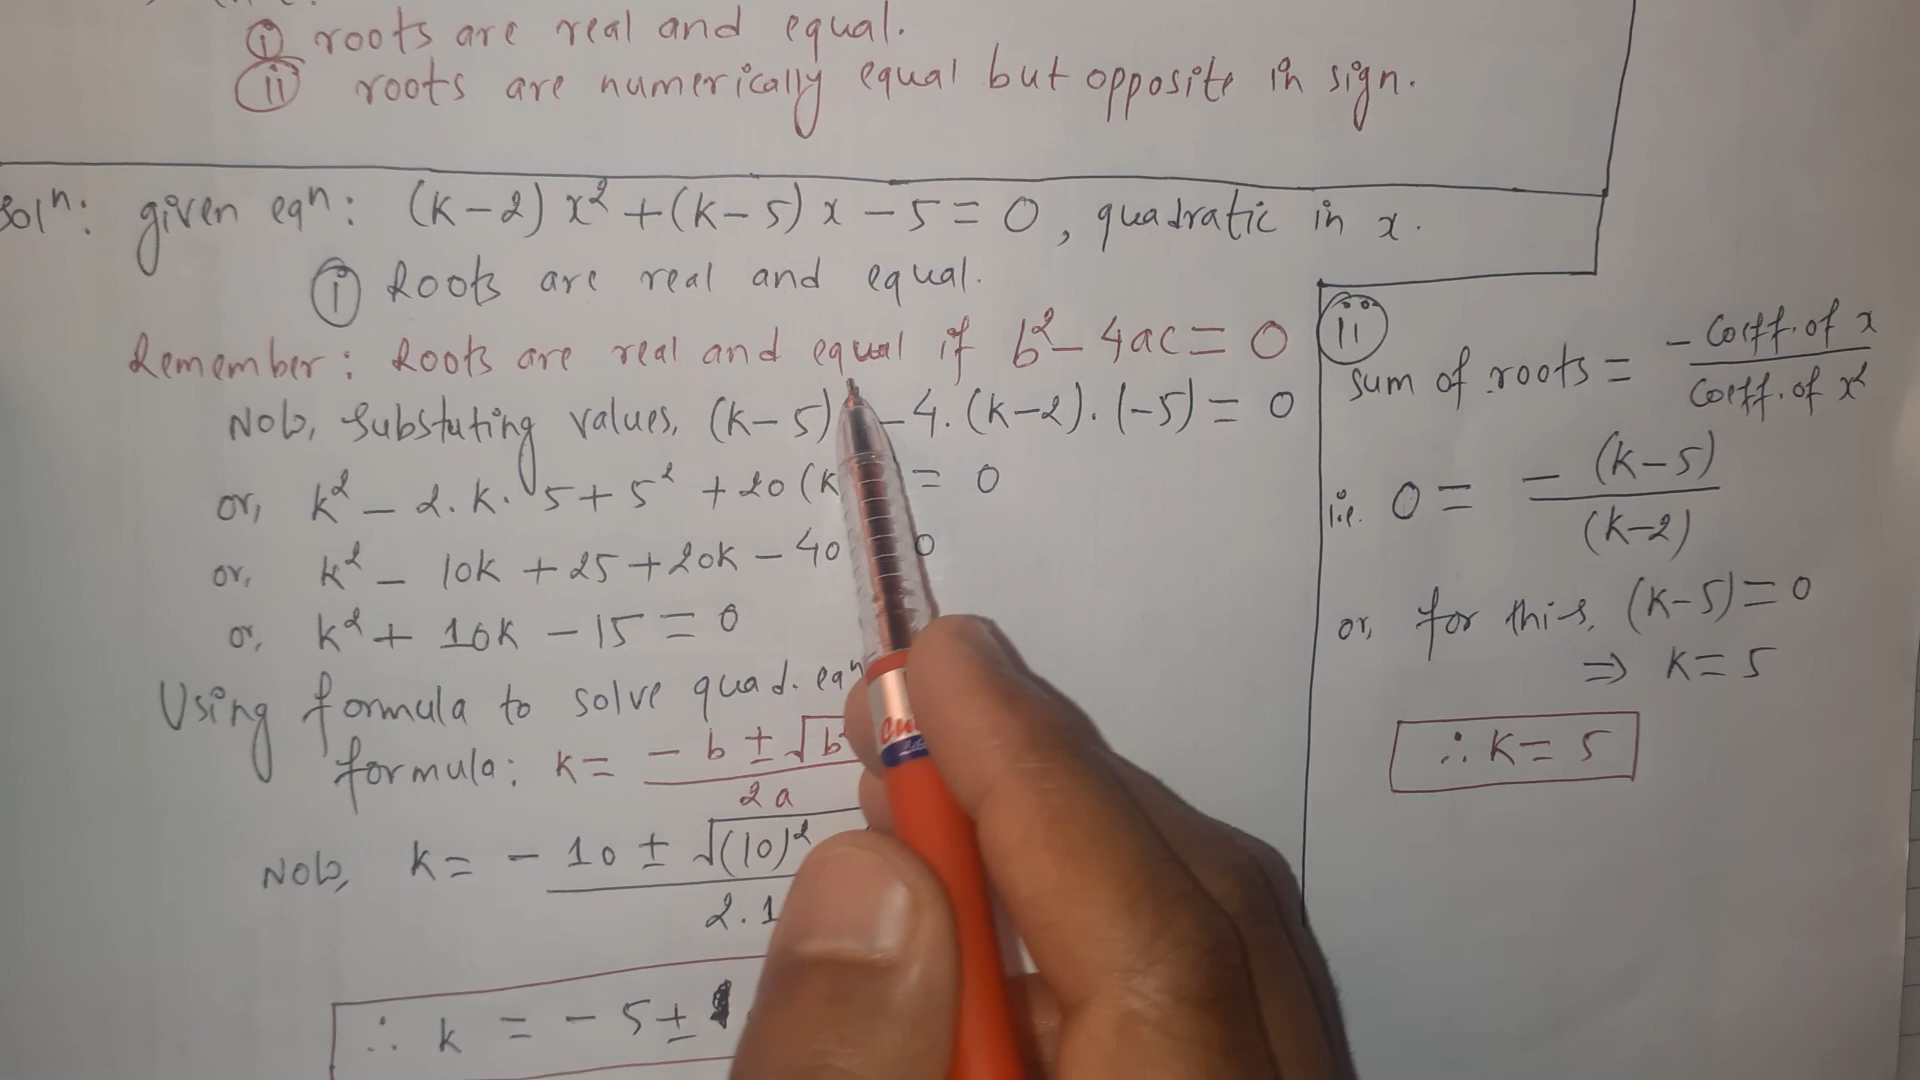 (i) roots are real and equal.
(ii) roots are numerically equal but opposite in sign.
Solⁿ: given eqⁿ: (k-2) x² + (k-5) x - 5 = 0, quadratic in x.
(i) Roots are real and equal.
Remember: Roots are real and equal if b² - 4ac = 0
Now, Substuting values, (k-5) - 4. (k-2). (-5) = 0
or, k² - 2. k. 5 + 5² + 20 (k = 0
or, k² - 10k + 25 + 20k - 40 0
or, k² + 10k - 15 = 0
Using formula to solve quad. eqⁿ
formula: k = - b ± √b / 2a
Now, k = - 10 ± √(10)² / 2.1
∴ k = - 5 ±
(ii)
Sum of roots = - Coeff. of x / Coeff. of x²
i.e. 0 = - (k-5) / (k-2)
or, for this, (k-5) = 0
⇒ k = 5
∴ k = 5